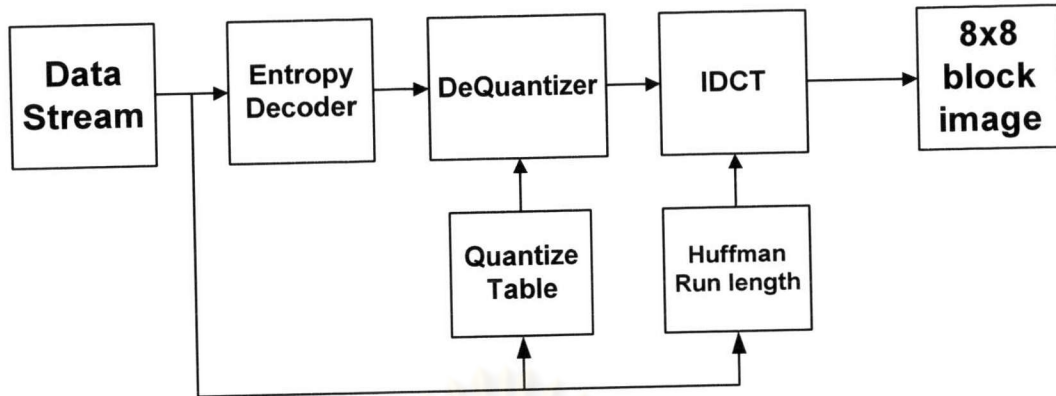 Data
Stream
Entropy
Decoder
DeQuantizer
IDCT
8x8
block
image
Quantize
Table
Huffman
Run length